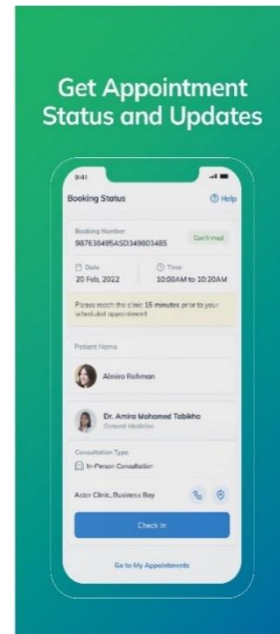 Get Appointment
Status and Updates
9:41
Booking Status
Help
Booking Number
987638495ASD349803485
Confirmed
Date
Time
20 Feb, 2022
10:00AM to 10:20AM
Please reach the clinic 15 minutes prior to your
scheduled appointment
Patient Name
Almira Rahman
Dr. Amira Mohamed Tabikha
General Medicine
Consultation Type
In-Person Consultation
Aster Clinic, Business Bay
Check In
Go to My Appointments